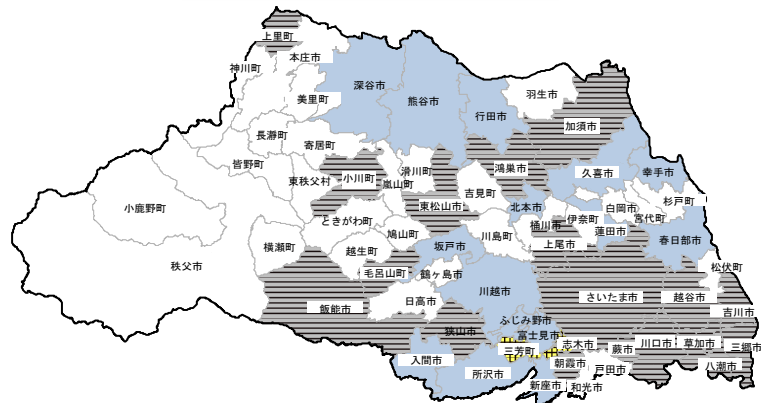 上里町
本庄市
神川町
深谷市
羽生市
美里町
熊谷市
行田市
加須市
長瀞町
寄居町
皆野町
滑川町
鴻巣市
久喜市
幸手市
東秩父村
小川町
嵐山町
吉見町
小鹿野町
東松山市
北本市
白岡市
杉戸町
ときがわ町
桶川市
伊奈町
宮代町
横瀬町
鳩山町
川島町
蓮田市
越生町
坂戸市
上尾市
春日部市
秩父市
毛呂山町
鶴ヶ島市
松伏町
日高市
川越市
さいたま市
越谷市
飯能市
吉川市
ふじみ野市
狭山市
富士見市
三芳町
志木市
蕨市
川口市
草加市
三郷市
入間市
朝霞市
戸田市
八潮市
所沢市
新座市
和光市